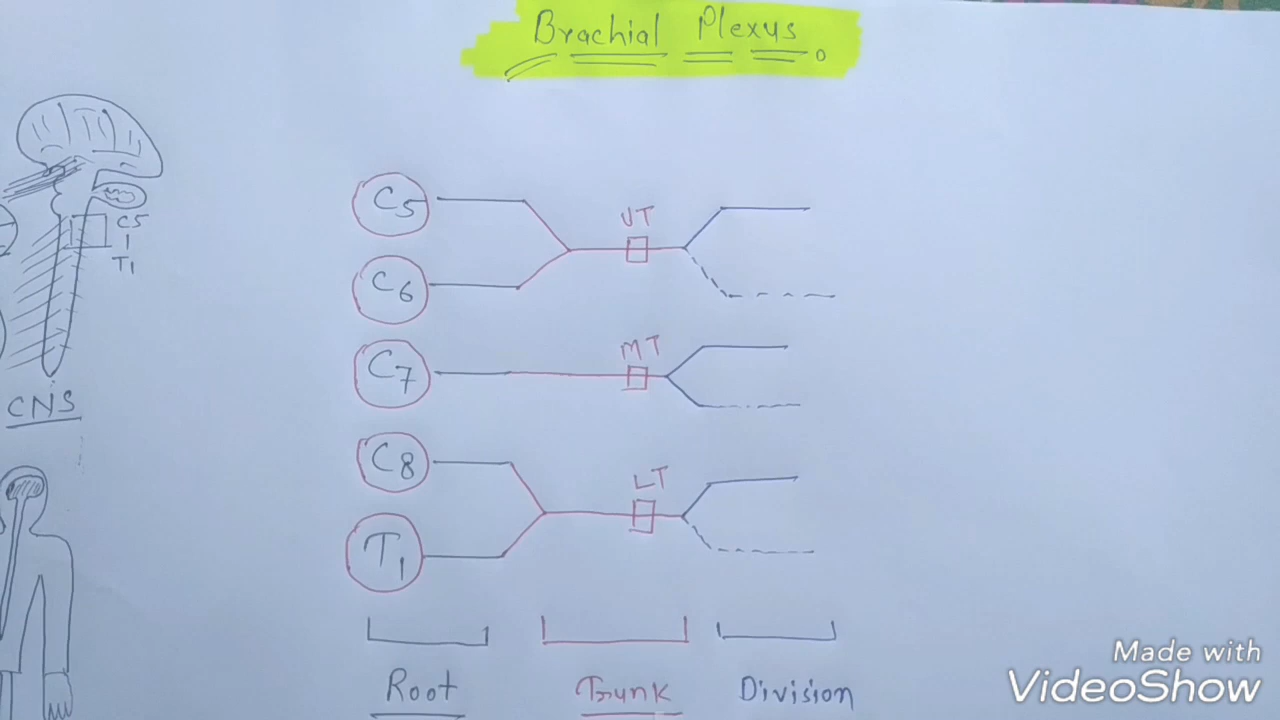 Brachial Plexus.
C5
T1
CNS
C5
C6
C7
C8
T1
UT
MT
LT
Root
Trunk
Division
Made with
VideoShow